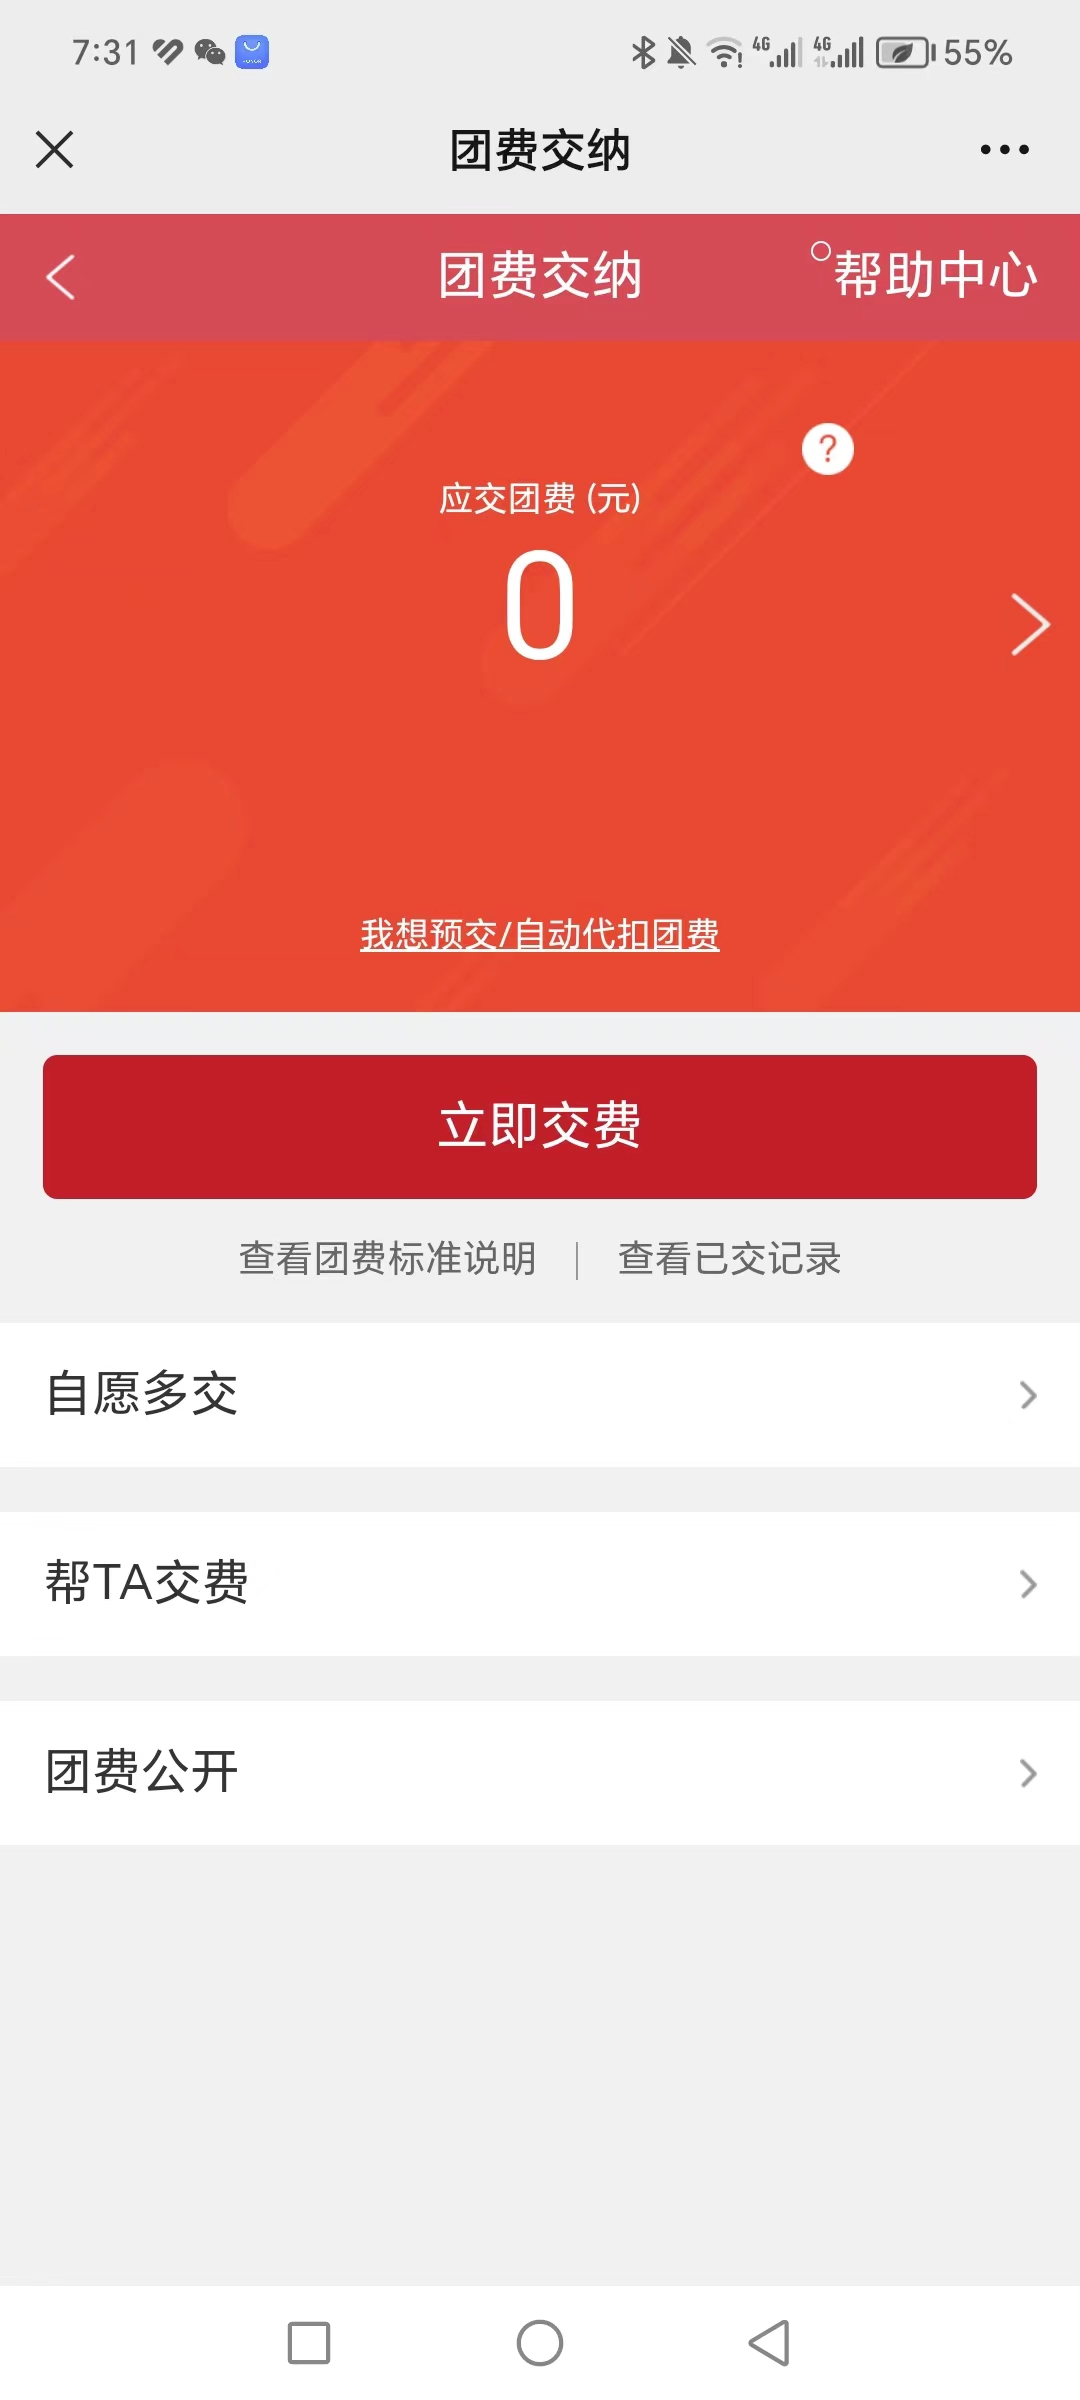 7:31 4G 4G 55%
团费交纳
团费交纳 帮助中心
?
应交团费 (元)
0
我想预交/自动代扣团费
立即交费
查看团费标准说明 | 查看已交记录
自愿多交
帮TA交费
团费公开